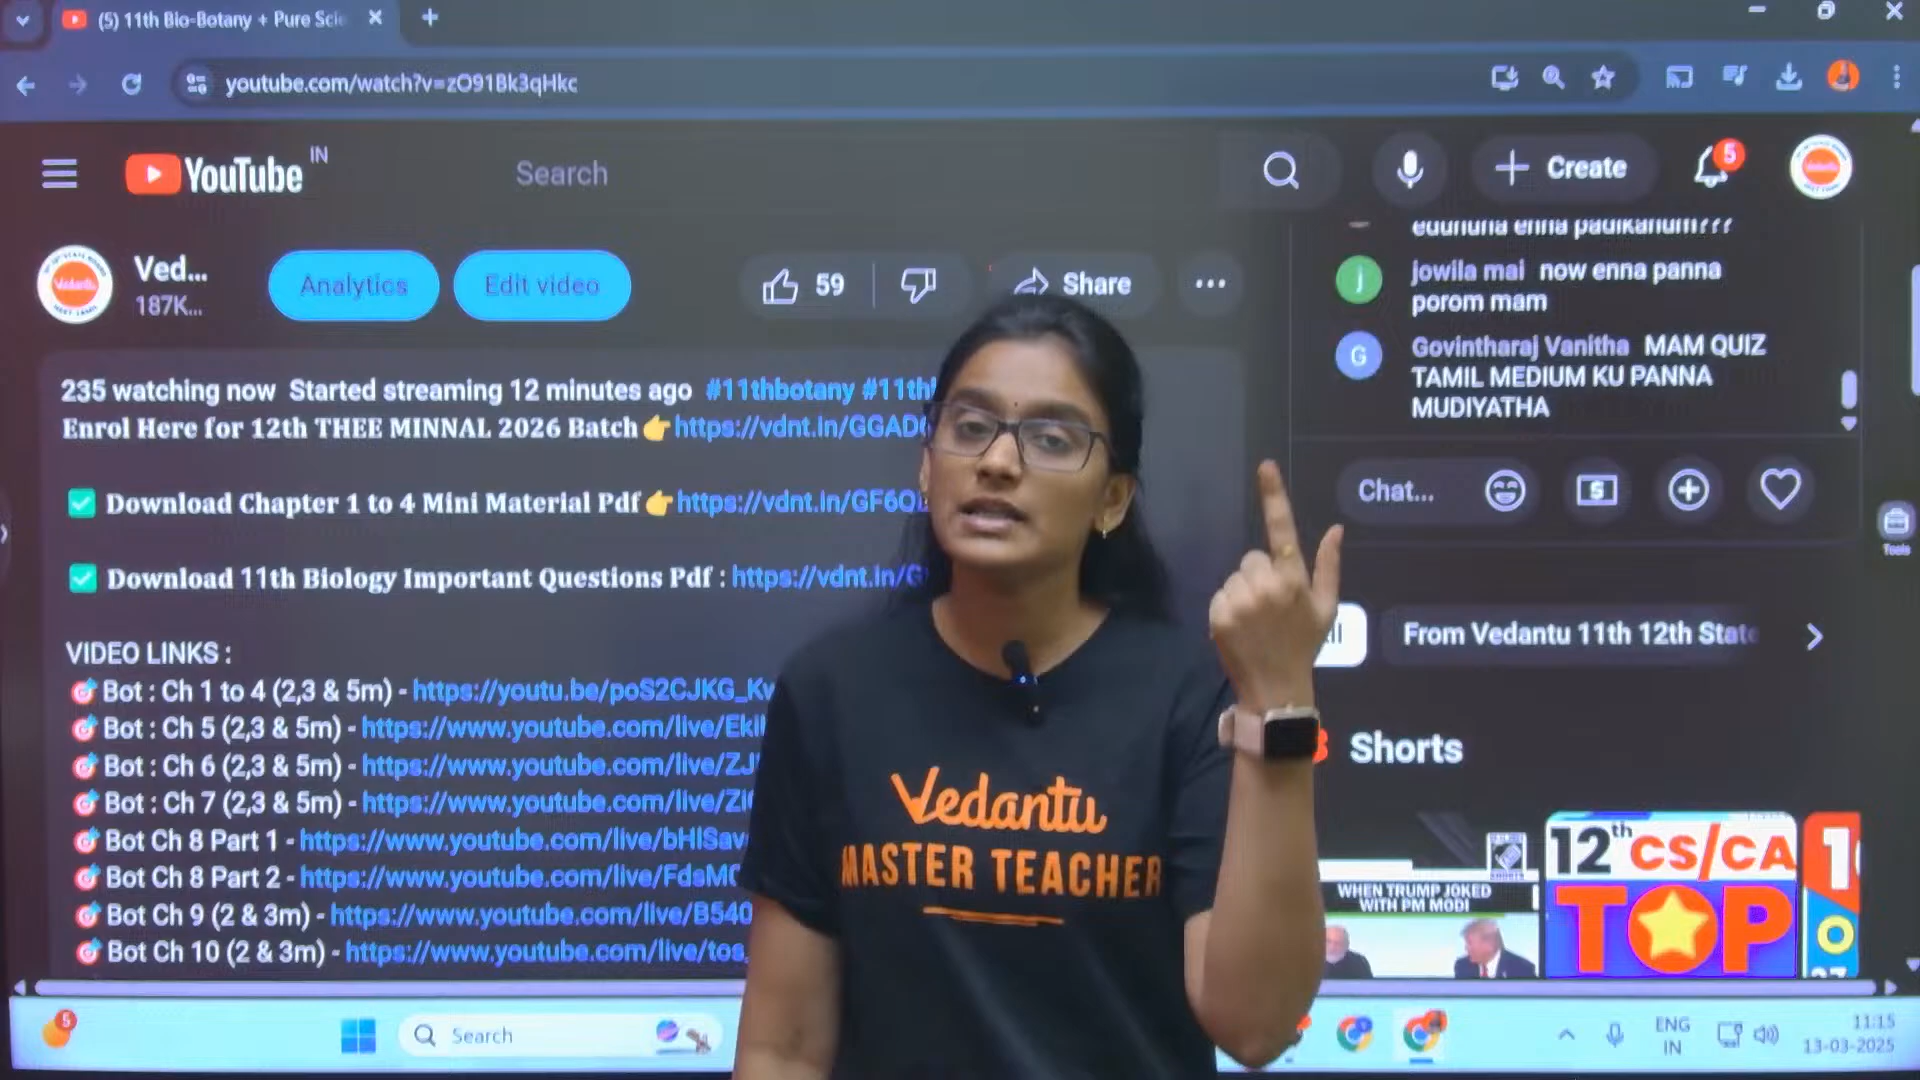 (5) 11th Bio-Botany + Pure Scie
youtube.com/watch?v=zO91Bk3qHkc
YouTube IN
Search
Create
5
Ved...
187K...
Analytics
Edit video
59
Share
235 watching now Started streaming 12 minutes ago #11thbotany #11th
Enrol Here for 12th THEE MINNAL 2026 Batch👉https://vdnt.in/GGAD
✅ Download Chapter 1 to 4 Mini Material Pdf👉https://vdnt.in/GF6O
✅ Download 11th Biology Important Questions Pdf : https://vdnt.in/G
VIDEO LINKS :
🎯 Bot : Ch 1 to 4 (2,3 & 5m) - https://youtu.be/poS2CJKG_Kv
🎯 Bot : Ch 5 (2,3 & 5m) - https://www.youtube.com/live/Eki
🎯 Bot : Ch 6 (2,3 & 5m) - https://www.youtube.com/live/ZJ
🎯 Bot : Ch 7 (2,3 & 5m) - https://www.youtube.com/live/Zi
🎯 Bot Ch 8 Part 1 - https://www.youtube.com/live/bHISav
🎯 Bot Ch 8 Part 2 - https://www.youtube.com/live/FdsM
🎯 Bot Ch 9 (2 & 3m) - https://www.youtube.com/live/B540
🎯 Bot Ch 10 (2 & 3m) - https://www.youtube.com/live/tos_
edhuna enna padikanum???
jowila mai now enna panna
porom mam
Govintharaj Vanitha MAM QUIZ
TAMIL MEDIUM KU PANNA
MUDIYATHA
Chat...
Tools
From Vedantu 11th 12th State
Shorts
WHEN TRUMP JOKED
WITH PM MODI
12th CS/CA
TOP
Vedantu
MASTER TEACHER
5
Search
ENG
IN
11:15
13-03-2025